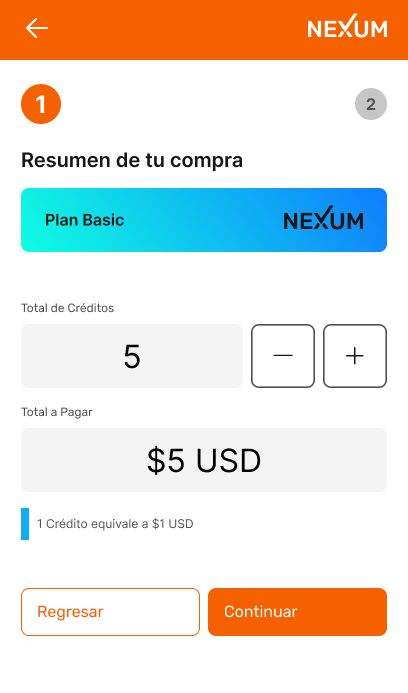 NEXUM
1
2
Resumen de tu compra
Plan Basic
NEXUM
Total de Créditos
5
Total a Pagar
$5 USD
1 Crédito equivale a $1 USD
Regresar
Continuar